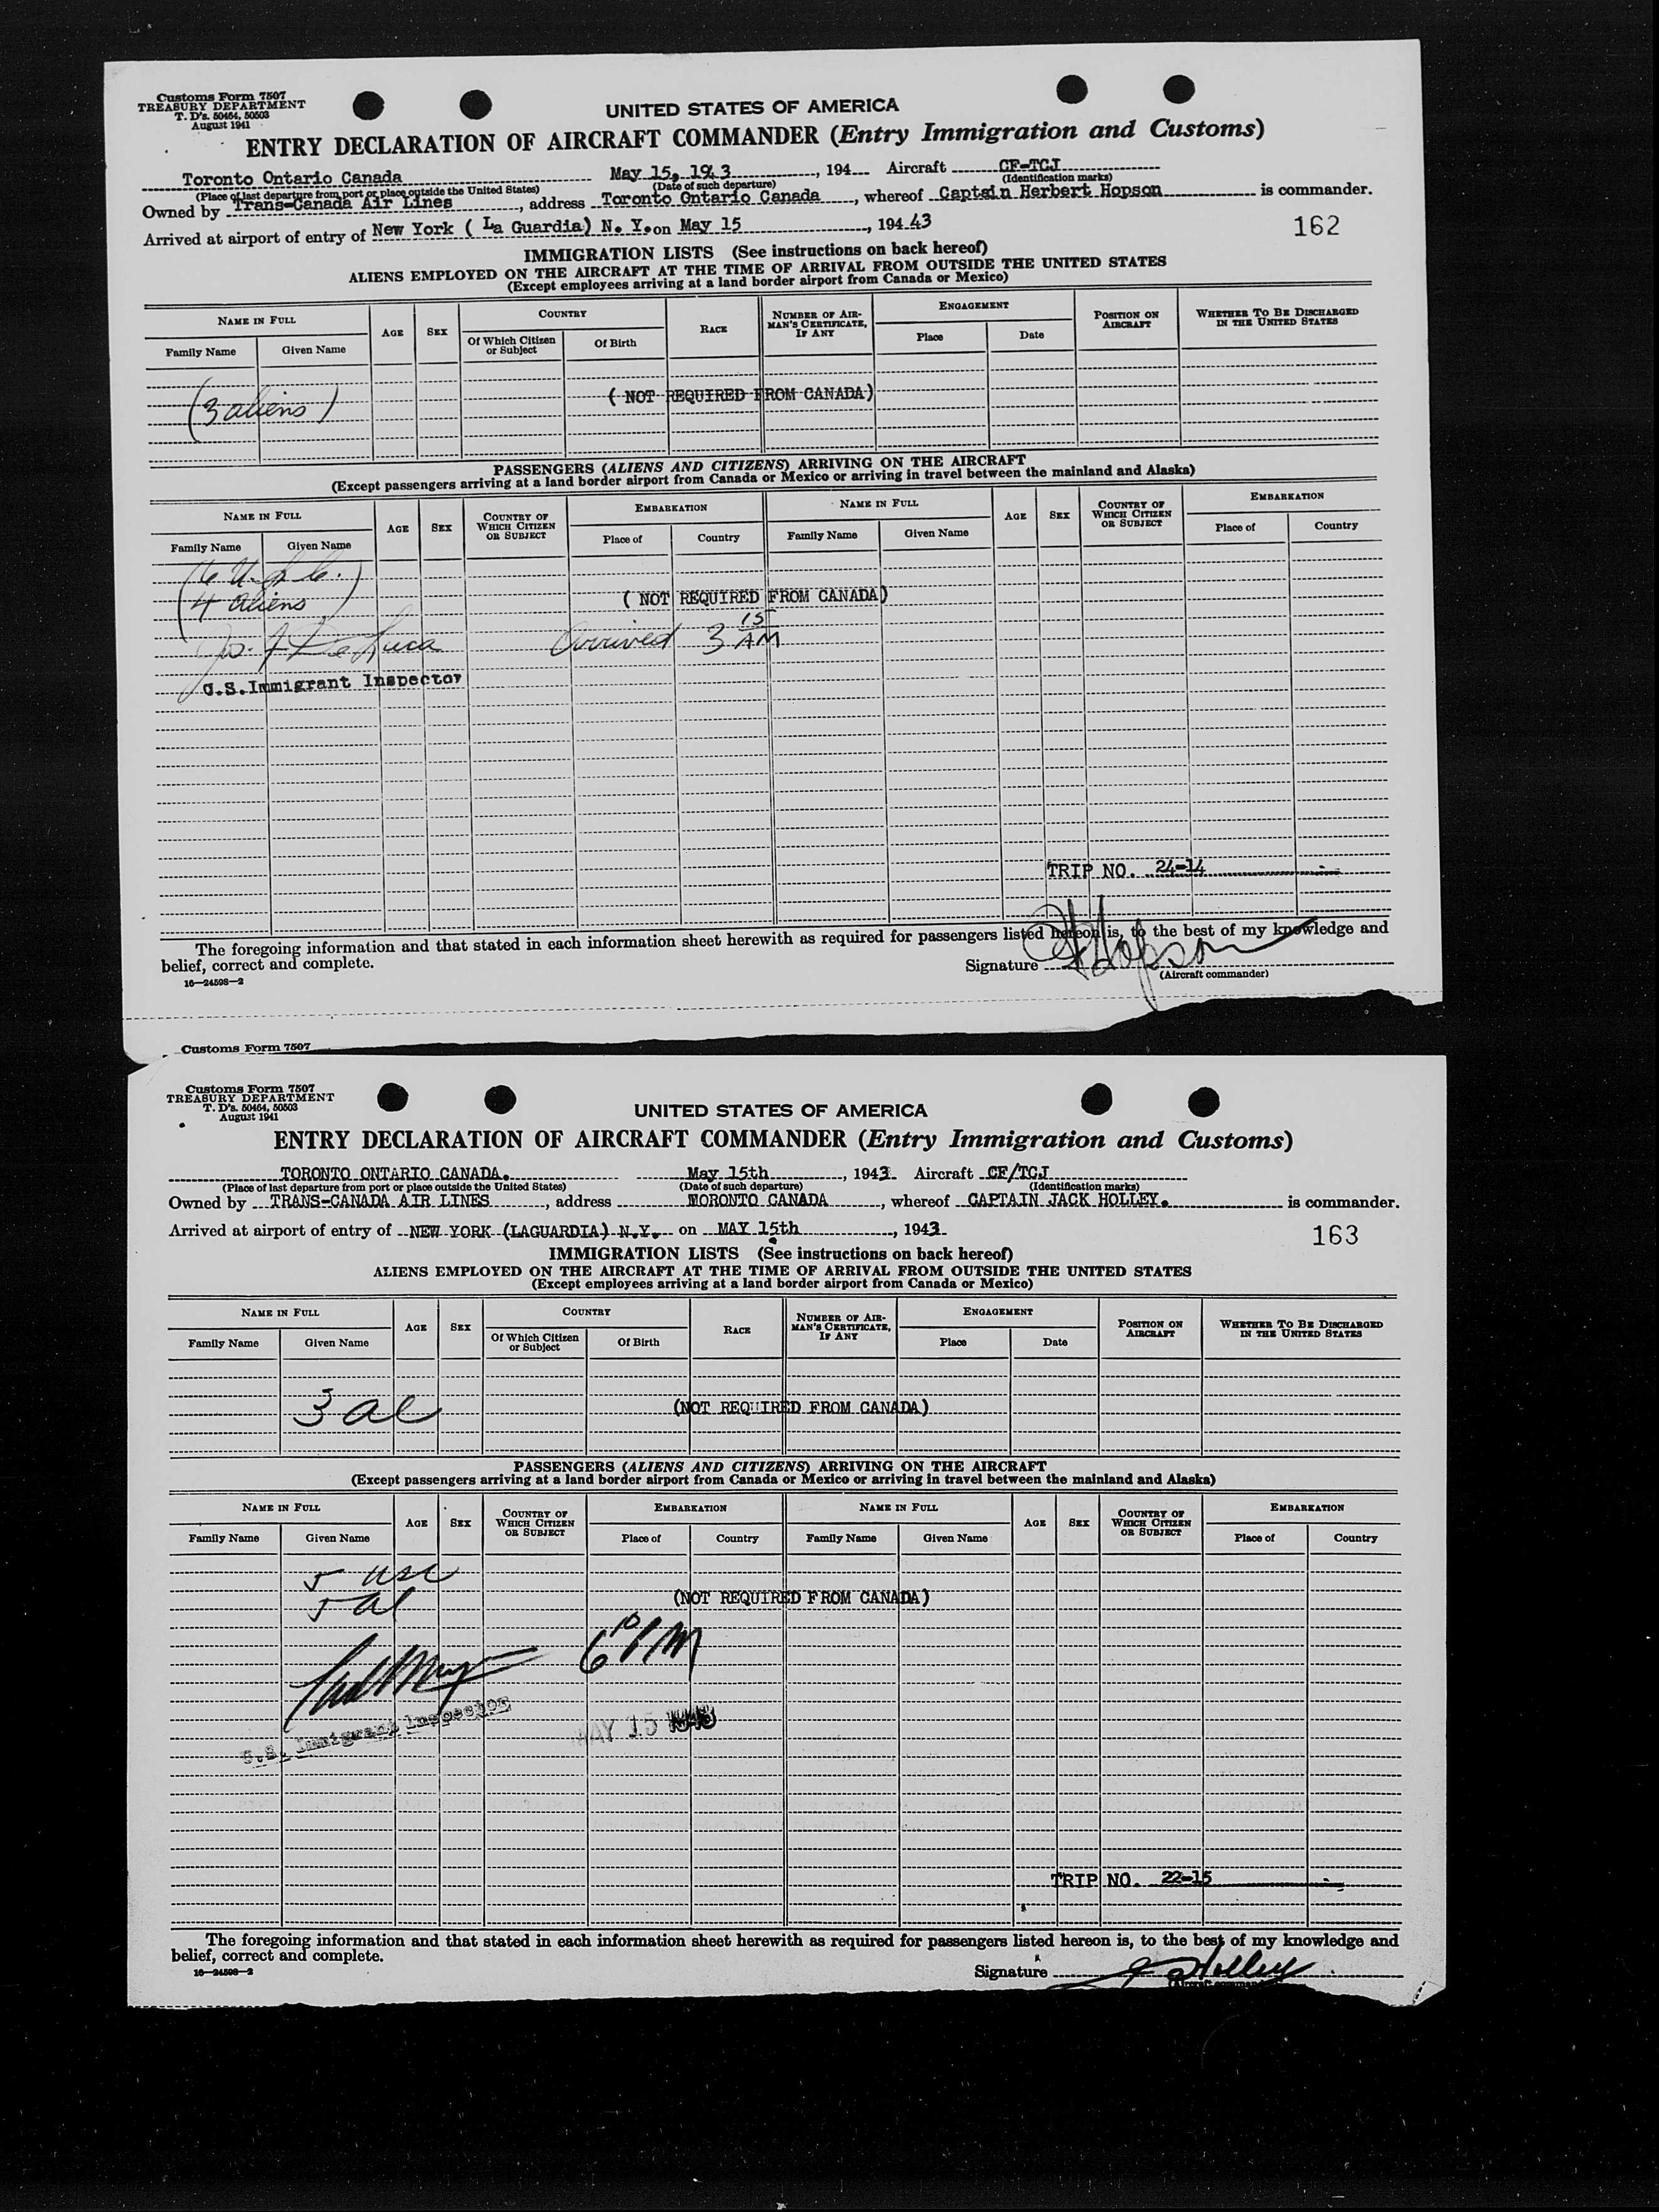 Customs Form 7507
TREASURY DEPARTMENT
T. D's. 50464, 50503
August 1941
UNITED STATES OF AMERICA
ENTRY DECLARATION OF AIRCRAFT COMMANDER (Entry Immigration and Customs)
Toronto Ontario Canada May 15, 1943, 194 Aircraft CF-TCJ
(Place of last departure from port or place outside the United States) (Date of such departure) (Identification marks)
Owned by Trans-Canada Air Lines, address Toronto Ontario Canada, whereof Captain Herbert Hopson is commander.
Arrived at airport of entry of New York ( La Guardia) N. Y. on May 15, 194 43
162
IMMIGRATION LISTS (See instructions on back hereof)
ALIENS EMPLOYED ON THE AIRCRAFT AT THE TIME OF ARRIVAL FROM OUTSIDE THE UNITED STATES
(Except employees arriving at a land border airport from Canada or Mexico)
NAME IN FULL AGE SEX COUNTRY RACE NUMBER OF AIRMAN'S CERTIFICATE, IF ANY ENGAGEMENT POSITION ON AIRCRAFT WHETHER TO BE DISCHARGED IN THE UNITED STATES
Family Name Given Name Of Which Citizen or Subject Of Birth Place Date
(3 aliens) ( NOT REQUIRED FROM CANADA)
PASSENGERS (ALIENS AND CITIZENS) ARRIVING ON THE AIRCRAFT
(Except passengers arriving at a land border airport from Canada or Mexico or arriving in travel between the mainland and Alaska)
NAME IN FULL AGE SEX COUNTRY OF WHICH CITIZEN OR SUBJECT EMBARKATION NAME IN FULL AGE SEX COUNTRY OF WHICH CITIZEN OR SUBJECT EMBARKATION
Family Name Given Name Place of Country Family Name Given Name Place of Country
(6 U.S.C.
4 aliens) ( NOT REQUIRED FROM CANADA)
Jos. F De Luca Arrived 3 15 AM
U.S.Immigrant Inspector
TRIP NO. 24-14
The foregoing information and that stated in each information sheet herewith as required for passengers listed hereon is, to the best of my knowledge and
belief, correct and complete.
Signature H Hopson
(Aircraft commander)
16—24598—2
Customs Form 7507
Customs Form 7507
TREASURY DEPARTMENT
T. D's. 50464, 50503
August 1941
UNITED STATES OF AMERICA
ENTRY DECLARATION OF AIRCRAFT COMMANDER (Entry Immigration and Customs)
TORONTO ONTARIO CANADA. May 15th, 1943 Aircraft CF/TCJ
(Place of last departure from port or place outside the United States) (Date of such departure) (Identification marks)
Owned by TRANS-CANADA AIR LINES, address MORONTO CANADA, whereof CAPTAIN JACK HOLLEY. is commander.
Arrived at airport of entry of NEW YORK (LAGUARDIA) N.Y. on MAY 15th, 1943
163
IMMIGRATION LISTS (See instructions on back hereof)
ALIENS EMPLOYED ON THE AIRCRAFT AT THE TIME OF ARRIVAL FROM OUTSIDE THE UNITED STATES
(Except employees arriving at a land border airport from Canada or Mexico)
NAME IN FULL AGE SEX COUNTRY RACE NUMBER OF AIRMAN'S CERTIFICATE, IF ANY ENGAGEMENT POSITION ON AIRCRAFT WHETHER TO BE DISCHARGED IN THE UNITED STATES
Family Name Given Name Of Which Citizen or Subject Of Birth Place Date
3 al (NOT REQUIRED FROM CANADA)
PASSENGERS (ALIENS AND CITIZENS) ARRIVING ON THE AIRCRAFT
(Except passengers arriving at a land border airport from Canada or Mexico or arriving in travel between the mainland and Alaska)
NAME IN FULL AGE SEX COUNTRY OF WHICH CITIZEN OR SUBJECT EMBARKATION NAME IN FULL AGE SEX COUNTRY OF WHICH CITIZEN OR SUBJECT EMBARKATION
Family Name Given Name Place of Country Family Name Given Name Place of Country
5 usc
5 al (NOT REQUIRED FROM CANADA)
6 10 PM
U.S. Immigrant Inspector
MAY 15 1943
TRIP NO. 22-15
The foregoing information and that stated in each information sheet herewith as required for passengers listed hereon is, to the best of my knowledge and
belief, correct and complete.
Signature J Holley
(Aircraft commander)
16—24598—2